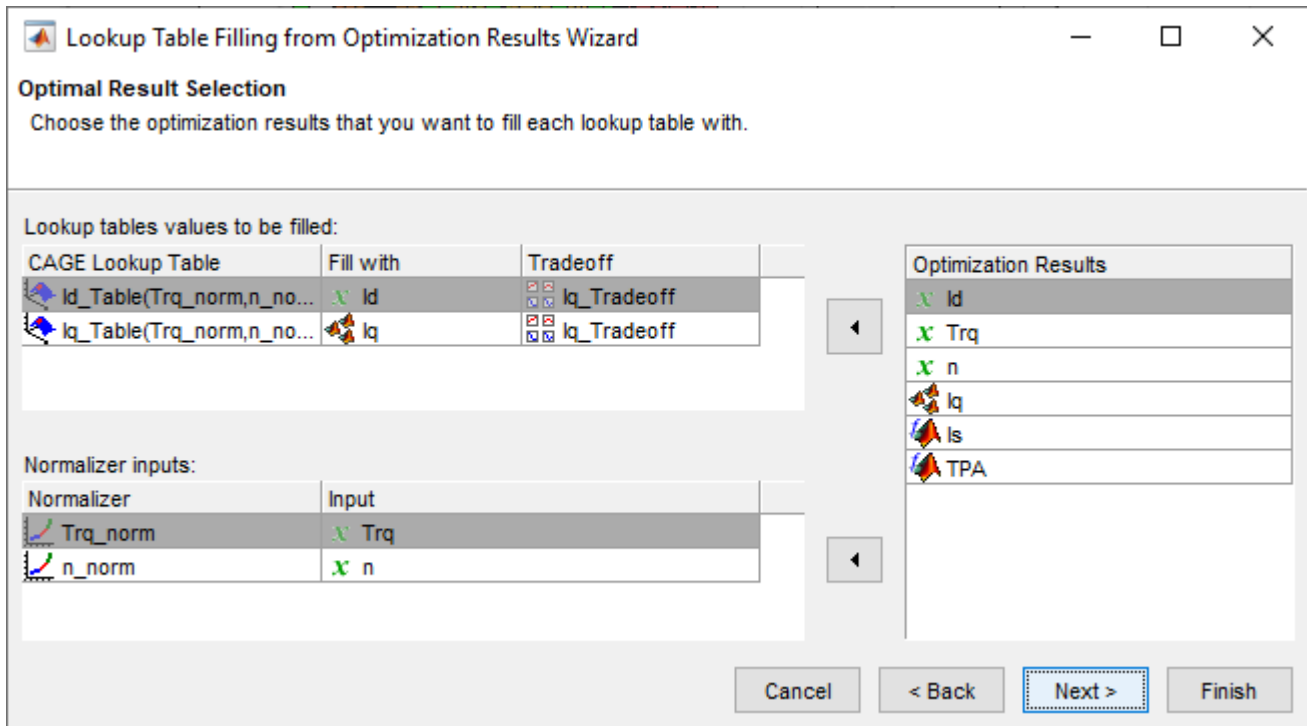 Lookup Table Filling from Optimization Results Wizard
Optimal Result Selection
Choose the optimization results that you want to fill each lookup table with.
Lookup tables values to be filled:
CAGE Lookup Table Fill with Tradeoff
Id_Table(Trq_norm,n_no... x Id Iq_Tradeoff
Iq_Table(Trq_norm,n_no... Iq Iq_Tradeoff
Normalizer inputs:
Normalizer Input
Trq_norm x Trq
n_norm x n
Optimization Results
x Id
x Trq
x n
Iq
Is
TPA
Cancel < Back Next > Finish